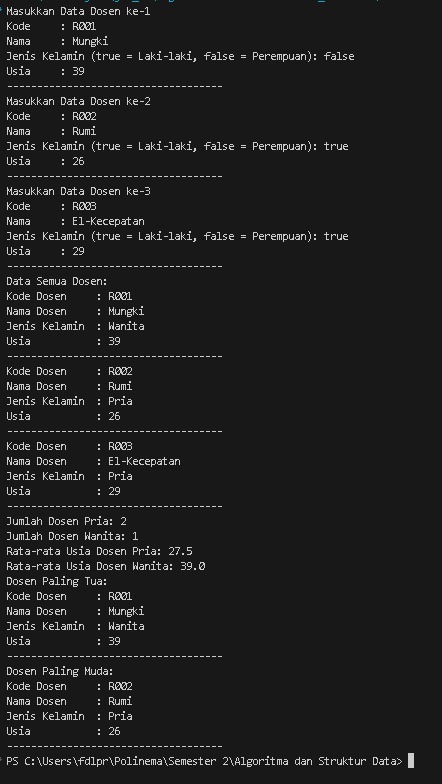 Masukkan Data Dosen ke-1
Kode    : R001
Nama    : Mungki
Jenis Kelamin (true = Laki-laki, false = Perempuan): false
Usia    : 39
------------------------------------
Masukkan Data Dosen ke-2
Kode    : R002
Nama    : Rumi
Jenis Kelamin (true = Laki-laki, false = Perempuan): true
Usia    : 26
------------------------------------
Masukkan Data Dosen ke-3
Kode    : R003
Nama    : El-Kecepatan
Jenis Kelamin (true = Laki-laki, false = Perempuan): true
Usia    : 29
------------------------------------
Data Semua Dosen:
Kode Dosen     : R001
Nama Dosen     : Mungki
Jenis Kelamin  : Wanita
Usia           : 39
------------------------------------
Kode Dosen     : R002
Nama Dosen     : Rumi
Jenis Kelamin  : Pria
Usia           : 26
------------------------------------
Kode Dosen     : R003
Nama Dosen     : El-Kecepatan
Jenis Kelamin  : Pria
Usia           : 29
------------------------------------
Jumlah Dosen Pria: 2
Jumlah Dosen Wanita: 1
Rata-rata Usia Dosen Pria: 27.5
Rata-rata Usia Dosen Wanita: 39.0
Dosen Paling Tua:
Kode Dosen     : R001
Nama Dosen     : Mungki
Jenis Kelamin  : Wanita
Usia           : 39
------------------------------------
Dosen Paling Muda:
Kode Dosen     : R002
Nama Dosen     : Rumi
Jenis Kelamin  : Pria
Usia           : 26
------------------------------------
PS C:\Users\fdlpr\Polinema\Semester 2\Algoritma dan Struktur Data>